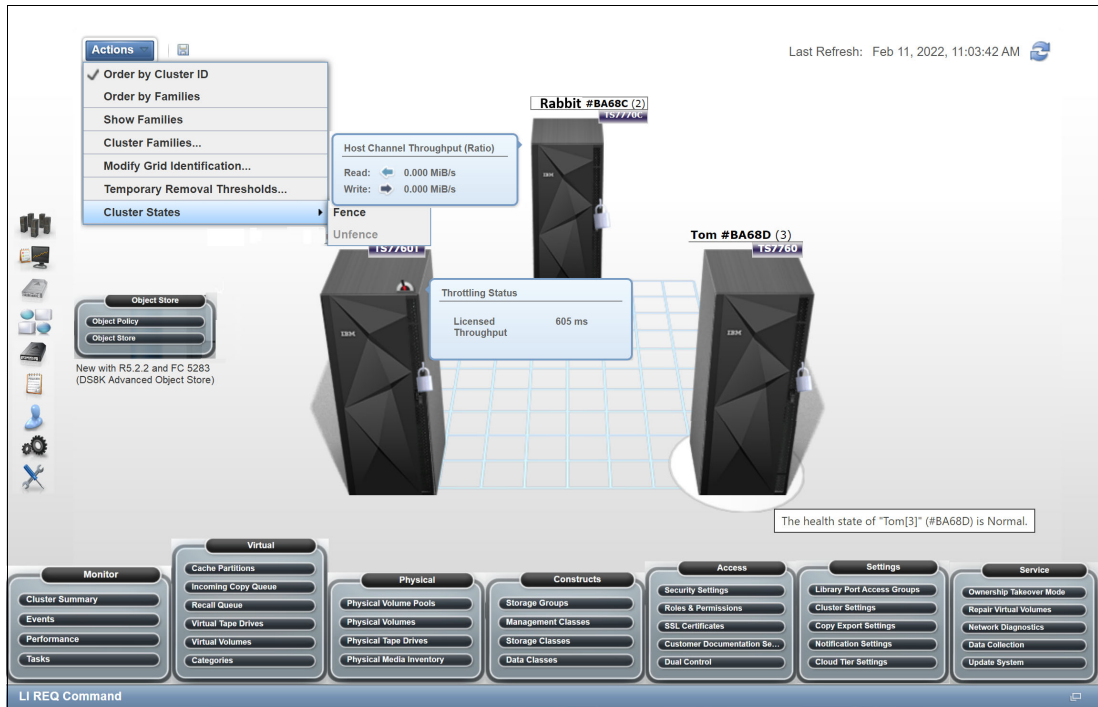 Actions
Last Refresh: Feb 11, 2022, 11:03:42 AM
Order by Cluster ID
Order by Families
Show Families
Cluster Families...
Modify Grid Identification...
Temporary Removal Thresholds...
Cluster States
Fence
Unfence
Host Channel Throughput (Ratio)
Read: 0.000 MiB/s
Write: 0.000 MiB/s
Rabbit #BA68C (2)
TS7770C
IBM
Tom #BA68D (3)
TS7760
IBM
TS7760T
IBM
Throttling Status
Licensed Throughput 605 ms
Object Store
Object Policy
Object Store
New with R5.2.2 and FC 5283
(DS8K Advanced Object Store)
The health state of "Tom[3]" (#BA68D) is Normal.
Monitor
Cluster Summary
Events
Performance
Tasks
Virtual
Cache Partitions
Incoming Copy Queue
Recall Queue
Virtual Tape Drives
Virtual Volumes
Categories
Physical
Physical Volume Pools
Physical Volumes
Physical Tape Drives
Physical Media Inventory
Constructs
Storage Groups
Management Classes
Storage Classes
Data Classes
Access
Security Settings
Roles & Permissions
SSL Certificates
Customer Documentation Se...
Dual Control
Settings
Library Port Access Groups
Cluster Settings
Copy Export Settings
Notification Settings
Cloud Tier Settings
Service
Ownership Takeover Mode
Repair Virtual Volumes
Network Diagnostics
Data Collection
Update System
LI REQ Command